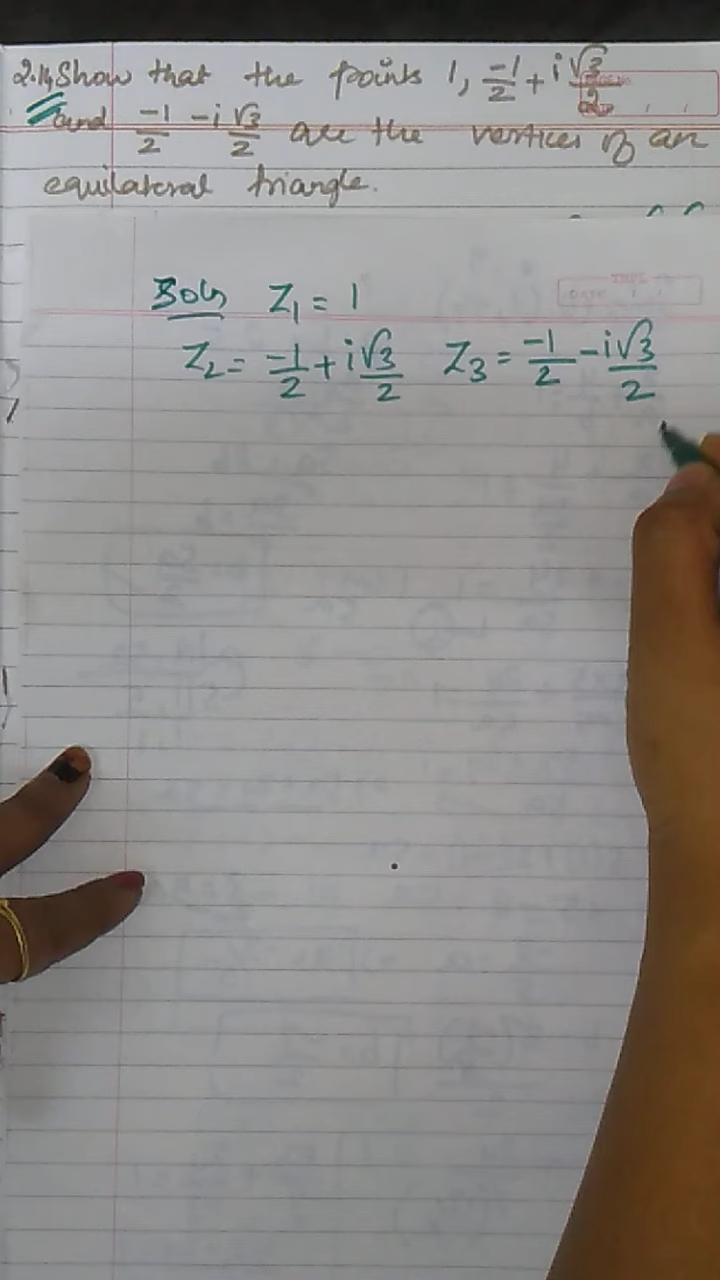 2.14 Show that the points 1, -1/2 + i √3/2
and -1/2 - i √3/2 are the vertices of an
equilateral triangle.
Soln Z₁ = 1
Z₂ = -1/2 + i√3/2 Z₃ = -1/2 - i√3/2